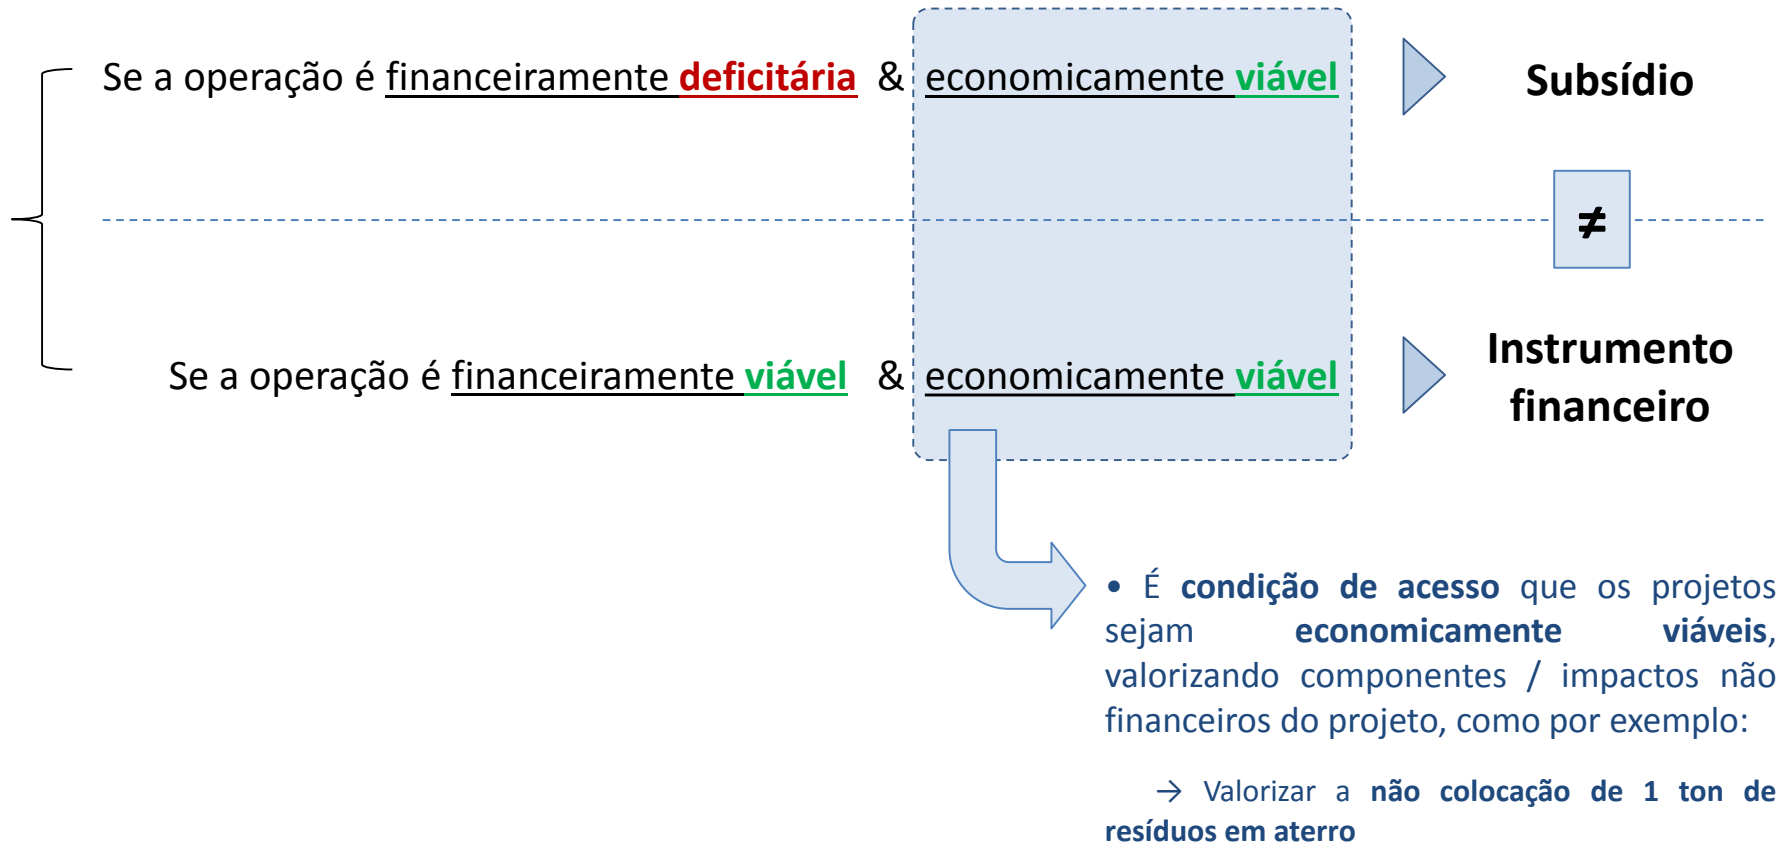 Se a operação é financeiramente deficitária & economicamente viável
Subsídio
≠
Se a operação é financeiramente viável & economicamente viável
Instrumento
financeiro
• É condição de acesso que os projetos
sejam economicamente viáveis,
valorizando componentes / impactos não
financeiros do projeto, como por exemplo:
→ Valorizar a não colocação de 1 ton de
resíduos em aterro